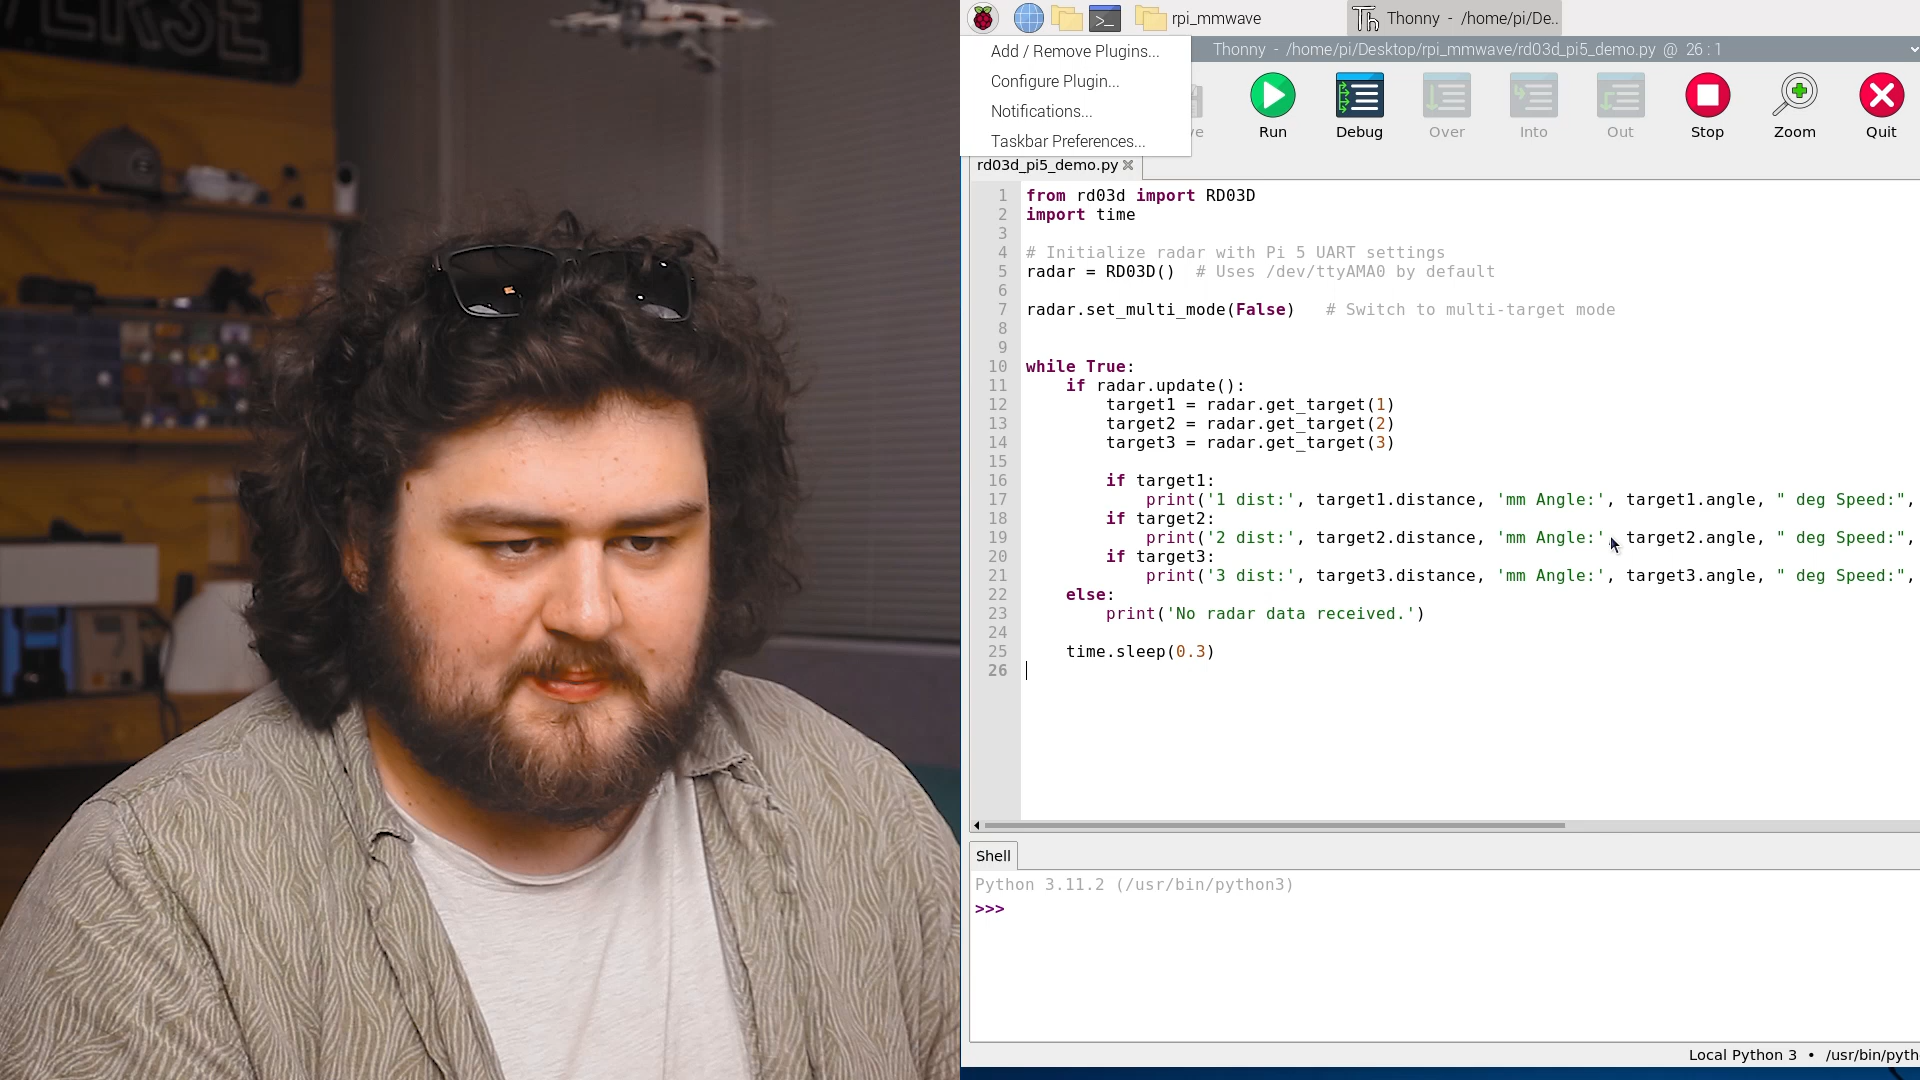 rpi_mmwave
Thonny - /home/pi/De..
Add / Remove Plugins...
Configure Plugin...
Notifications...
Taskbar Preferences...
Thonny - /home/pi/Desktop/rpi_mmwave/rd03d_pi5_demo.py @ 26 : 1
Run
Debug
Over
Into
Out
Stop
Zoom
Quit
rd03d_pi5_demo.py
1 from rd03d import RD03D
2 import time
3
4 # Initialize radar with Pi 5 UART settings
5 radar = RD03D()  # Uses /dev/ttyAMA0 by default
6
7 radar.set_multi_mode(False)   # Switch to multi-target mode
8
9
10 while True:
11     if radar.update():
12         target1 = radar.get_target(1)
13         target2 = radar.get_target(2)
14         target3 = radar.get_target(3)
15
16         if target1:
17             print('1 dist:', target1.distance, 'mm Angle:', target1.angle, " deg Speed:",
18         if target2:
19             print('2 dist:', target2.distance, 'mm Angle:', target2.angle, " deg Speed:",
20         if target3:
21             print('3 dist:', target3.distance, 'mm Angle:', target3.angle, " deg Speed:",
22     else:
23         print('No radar data received.')
24
25     time.sleep(0.3)
26
Shell
Python 3.11.2 (/usr/bin/python3)
>>>
Local Python 3 • /usr/bin/pyth